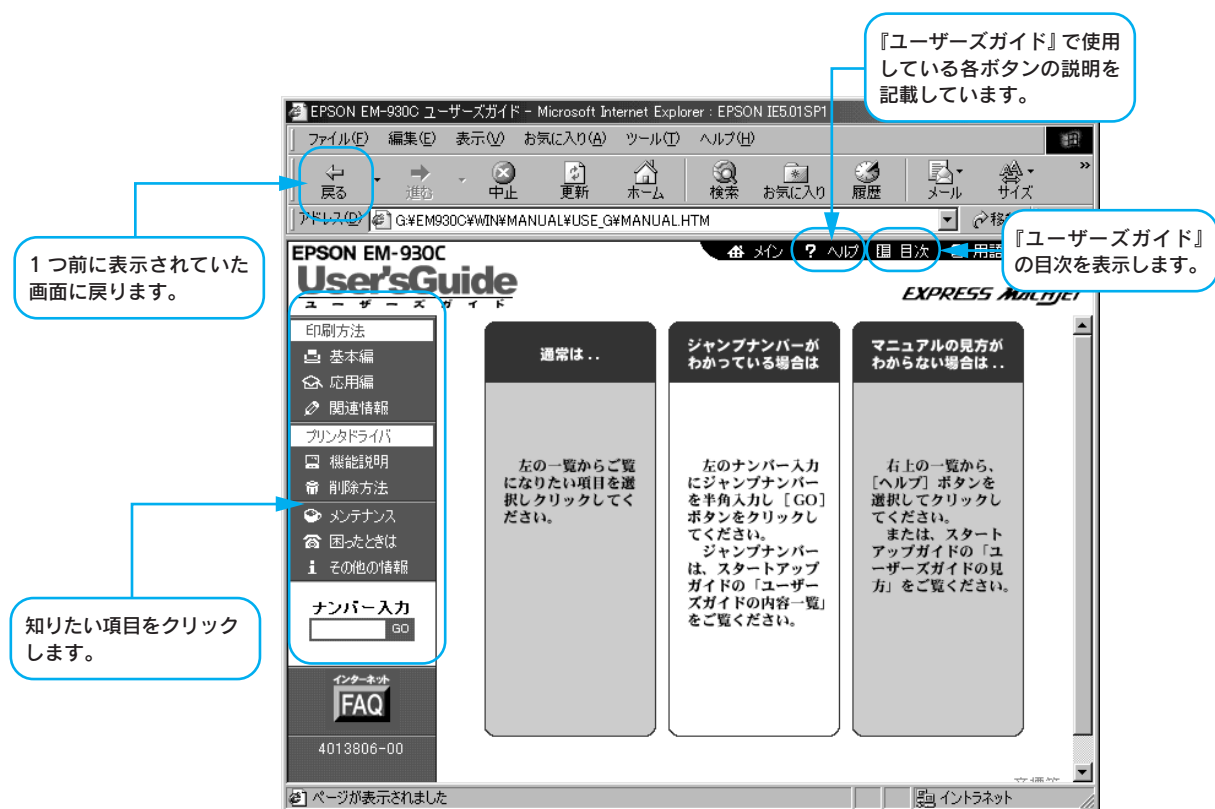 『ユーザーズガイド』で使用
している各ボタンの説明を
記載しています。
EPSON EM-930C ユーザーズガイド - Microsoft Internet Explorer : EPSON IE5.01SP1
ファイル(F) 編集(E) 表示(V) お気に入り(A) ツール(T) ヘルプ(H)
戻る 進む 中止 更新 ホーム 検索 お気に入り 履歴 メール サイズ »
アドレス(D) G:¥EM930C¥WIN¥MANUAL¥USE_G¥MANUAL.HTM
1 つ前に表示されていた
画面に戻ります。
『ユーザーズガイド』
の目次を表示します。
EPSON EM-930C
User'sGuide
ユーザーズガイド
メイン ? ヘルプ 目次
EXPRESS MACHJET
印刷方法
基本編
応用編
関連情報
プリンタドライバ
機能説明
削除方法
メンテナンス
困ったときは
その他の情報
ナンバー入力
GO
インターネット
FAQ
4013806-00
知りたい項目をクリック
します。
通常は..
左の一覧からご覧
になりたい項目を選
択しクリックしてく
ださい。
ジャンプナンバーが
わかっている場合は
左のナンバー入力
にジャンプナンバー
を半角入力し［GO］
ボタンをクリックし
てください。
ジャンプナンバー
は、スタートアップ
ガイドの「ユーザー
ズガイドの内容一覧」
をご覧ください。
マニュアルの見方が
わからない場合は..
右上の一覧から、
［ヘルプ］ボタンを
選択してクリックし
てください。
または、スタート
アップガイドの「ユ
ーザーズガイドの見
方」をご覧ください。
ページが表示されました
イントラネット